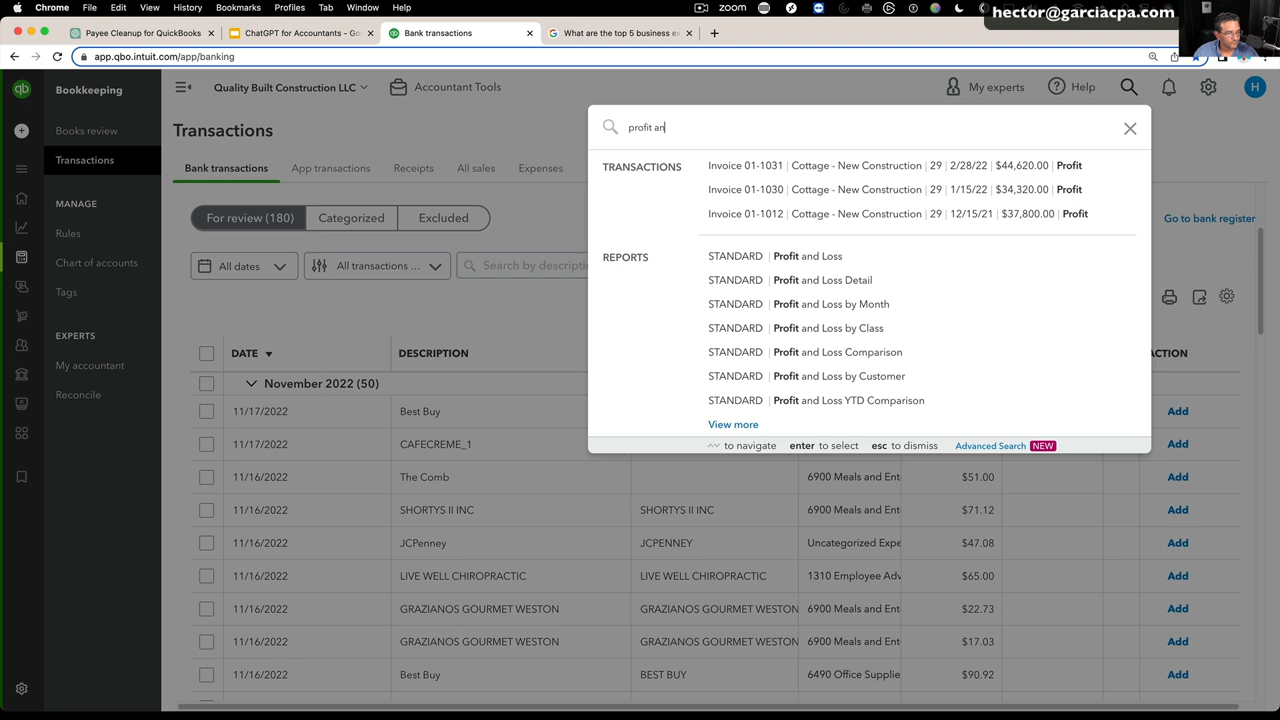 Chrome File Edit View History Bookmarks Profiles Tab Window Help
zoom
hector@garciacpa.com
Payee Cleanup for QuickBooks
ChatGPT for Accountants - Go
Bank transactions
What are the top 5 business es
app.qbo.intuit.com/app/banking
qb
Bookkeeping
Quality Built Construction LLC
Accountant Tools
My experts
Help
H
profit an
Books review
Transactions
MANAGE
Rules
Chart of accounts
Tags
EXPERTS
My accountant
Reconcile
Transactions
Bank transactions App transactions Receipts All sales Expenses
For review (180) Categorized Excluded
Go to bank register
All dates
All transactions ...
Search by descripti
TRANSACTIONS
Invoice 01-1031 | Cottage - New Construction | 29 | 2/28/22 | $44,620.00 | Profit
Invoice 01-1030 | Cottage - New Construction | 29 | 1/15/22 | $34,320.00 | Profit
Invoice 01-1012 | Cottage - New Construction | 29 | 12/15/21 | $37,800.00 | Profit
REPORTS
STANDARD | Profit and Loss
STANDARD | Profit and Loss Detail
STANDARD | Profit and Loss by Month
STANDARD | Profit and Loss by Class
STANDARD | Profit and Loss Comparison
STANDARD | Profit and Loss by Customer
STANDARD | Profit and Loss YTD Comparison
View more
to navigate enter to select esc to dismiss Advanced Search NEW
DATE DESCRIPTION ACTION
November 2022 (50)
11/17/2022 Best Buy Add
11/17/2022 CAFECREME_1 Add
11/16/2022 The Comb 6900 Meals and Ent $51.00 Add
11/16/2022 SHORTYS II INC SHORTYS II INC 6900 Meals and Ent $71.12 Add
11/16/2022 JCPenney JCPENNEY Uncategorized Expe $47.08 Add
11/16/2022 LIVE WELL CHIROPRACTIC LIVE WELL CHIROPRACTIC 1310 Employee Adv $65.00 Add
11/16/2022 GRAZIANOS GOURMET WESTON GRAZIANOS GOURMET WESTON 6900 Meals and Ent $22.73 Add
11/16/2022 GRAZIANOS GOURMET WESTON GRAZIANOS GOURMET WESTON 6900 Meals and Ent $17.03 Add
11/16/2022 Best Buy BEST BUY 6490 Office Supplie $90.92 Add